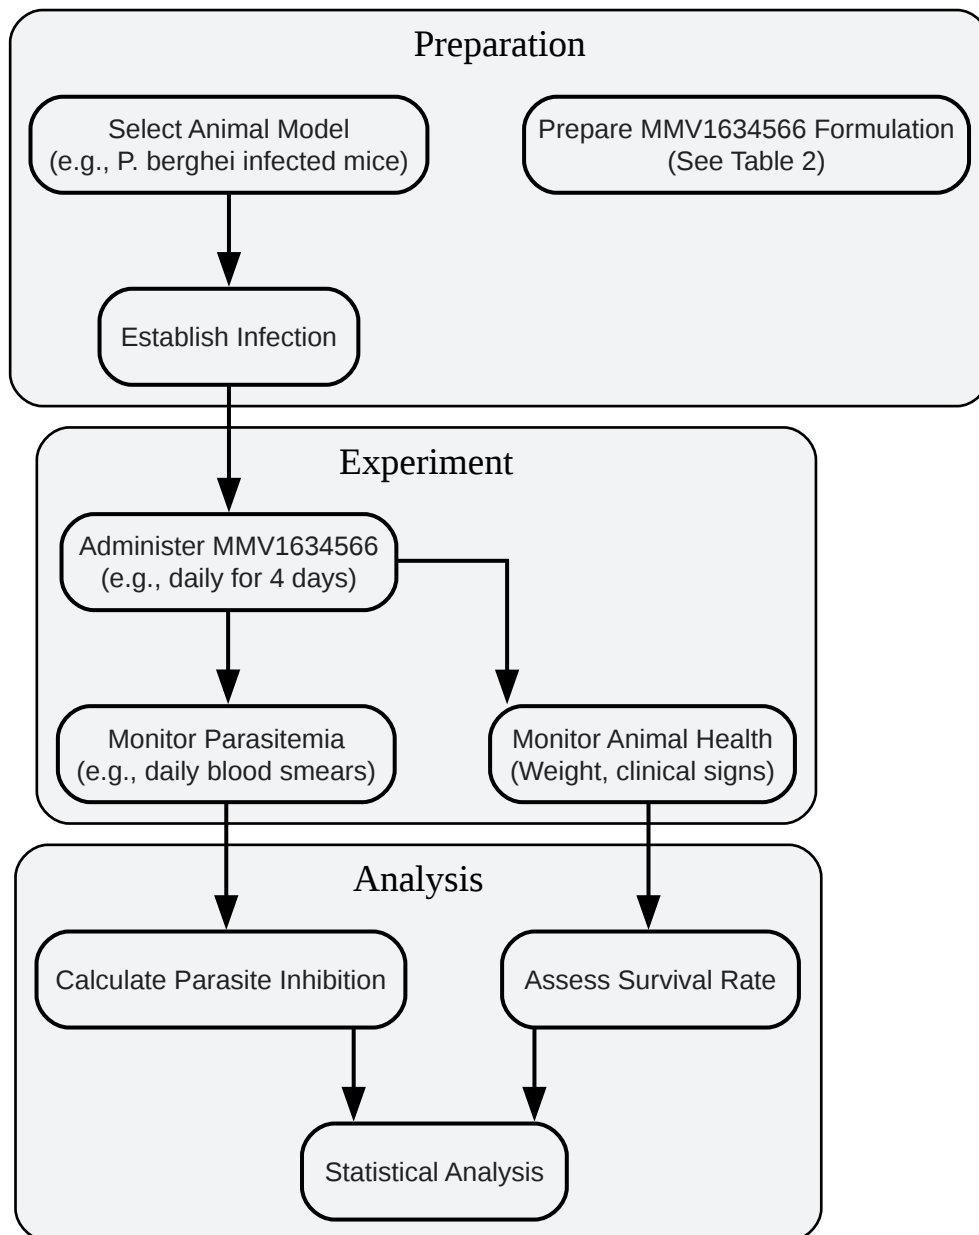 Preparation
Select Animal Model
(e.g., P. berghei infected mice)
Prepare MMV1634566 Formulation
(See Table 2)
Establish Infection
Experiment
Administer MMV1634566
(e.g., daily for 4 days)
Monitor Parasitemia
(e.g., daily blood smears)
Monitor Animal Health
(Weight, clinical signs)
Analysis
Calculate Parasite Inhibition
Assess Survival Rate
Statistical Analysis